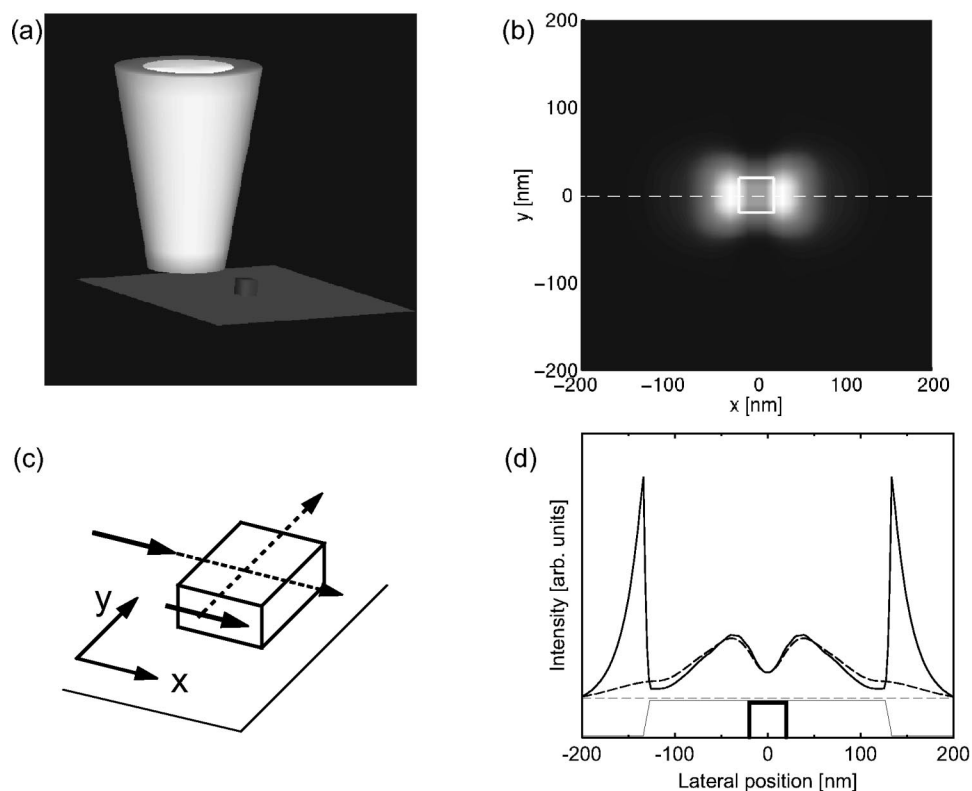 (a)
(b)
200
100
0
-100
-200
y [nm]
-200
-100
0
100
200
x [nm]
(c)
y
x
(d)
Intensity [arb. units]
-200
-100
0
100
200
Lateral position [nm]